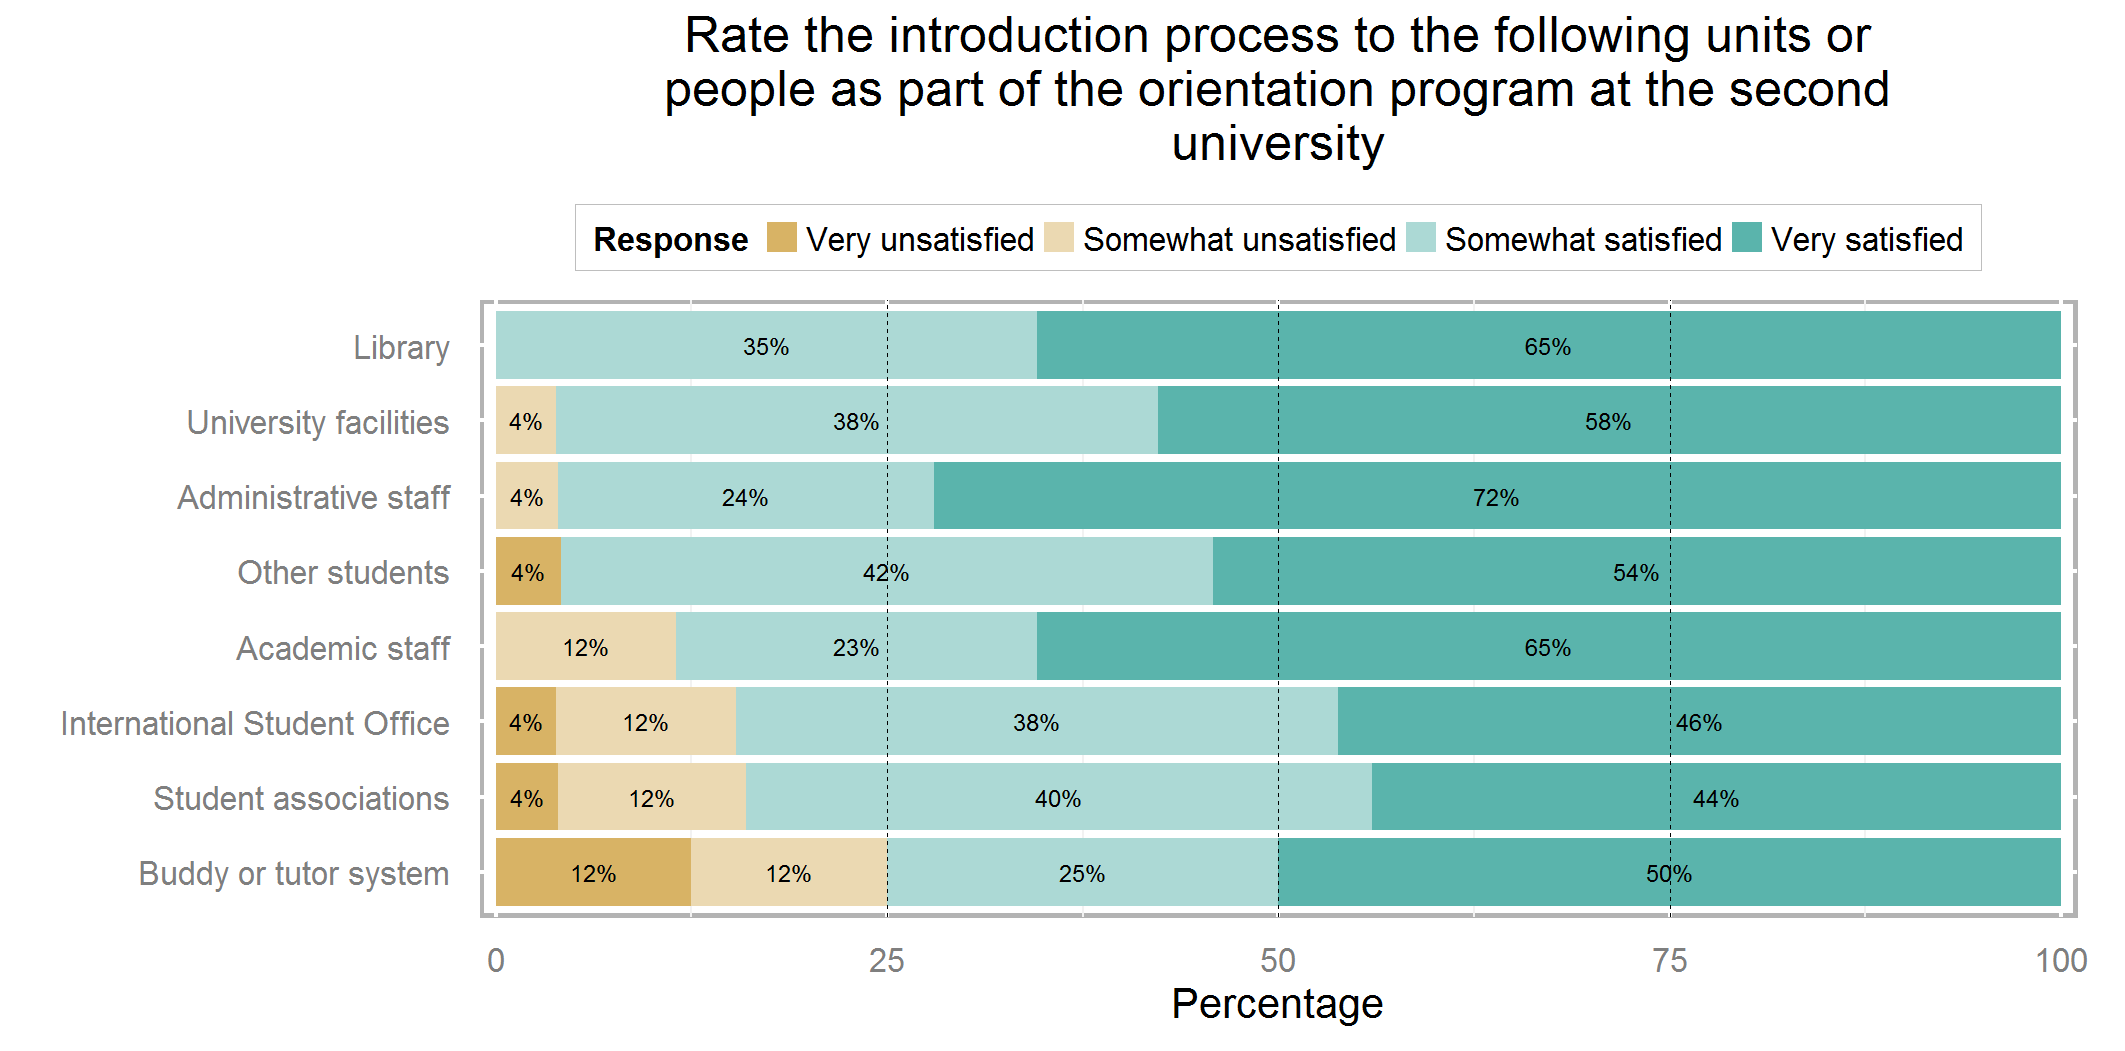 Rate the introduction process to the following units or
people as part of the orientation program at the second
university
Response Very unsatisfied Somewhat unsatisfied Somewhat satisfied Very satisfied
Library 35% 65%
University facilities 4% 38% 58%
Administrative staff 4% 24% 72%
Other students 4% 42% 54%
Academic staff 12% 23% 65%
International Student Office 4% 12% 38% 46%
Student associations 4% 12% 40% 44%
Buddy or tutor system 12% 12% 25% 50%
0 25 50 75 100
Percentage